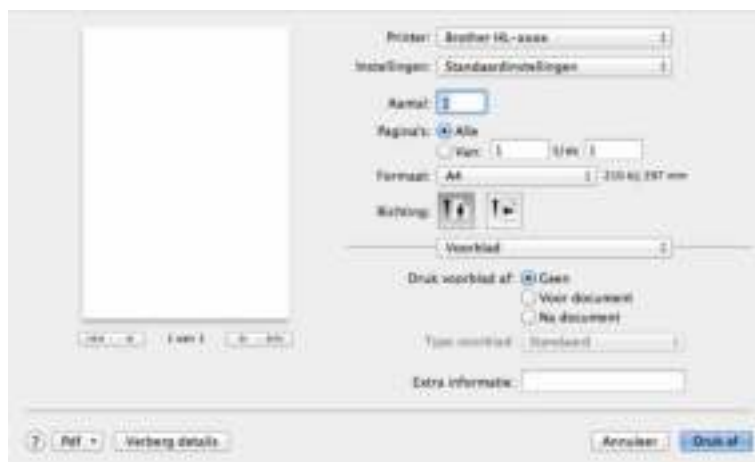 Printer: Brother HL-xxxx
Instellingen: Standaardinstellingen
Aantal: 1
Pagina's: Alle
Van: 1 t/m 1
Formaat: A4 210 bij 297 mm
Richting:
Voorblad
Druk voorblad af: Geen
Voor document
Na document
1 van 1
Type voorblad: Standaard
Extra informatie:
? Pdf Verberg details Annuleer Druk af